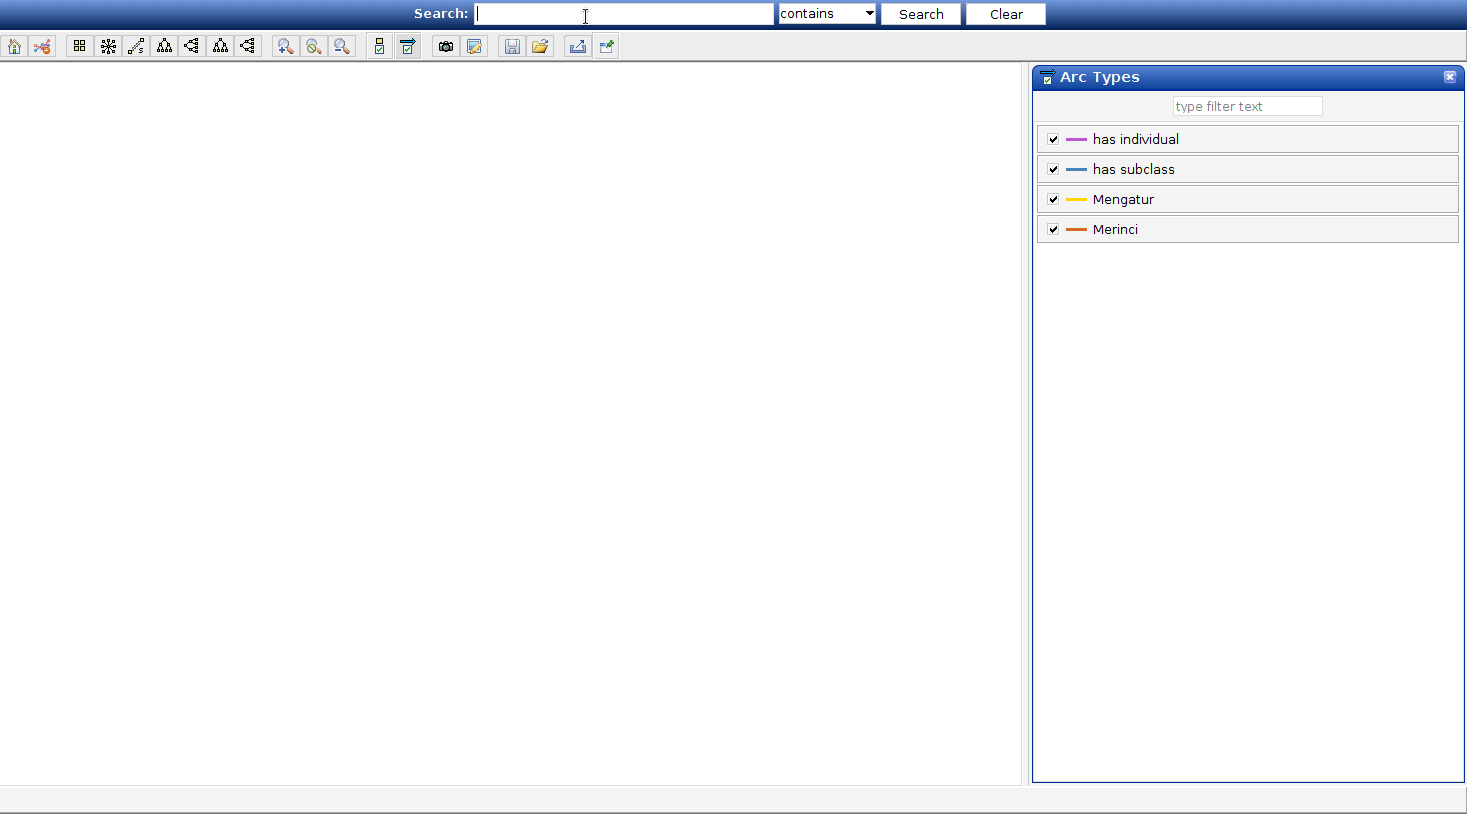 Search: contains Search Clear
Arc Types
type filter text
has individual
has subclass
Mengatur
Merinci